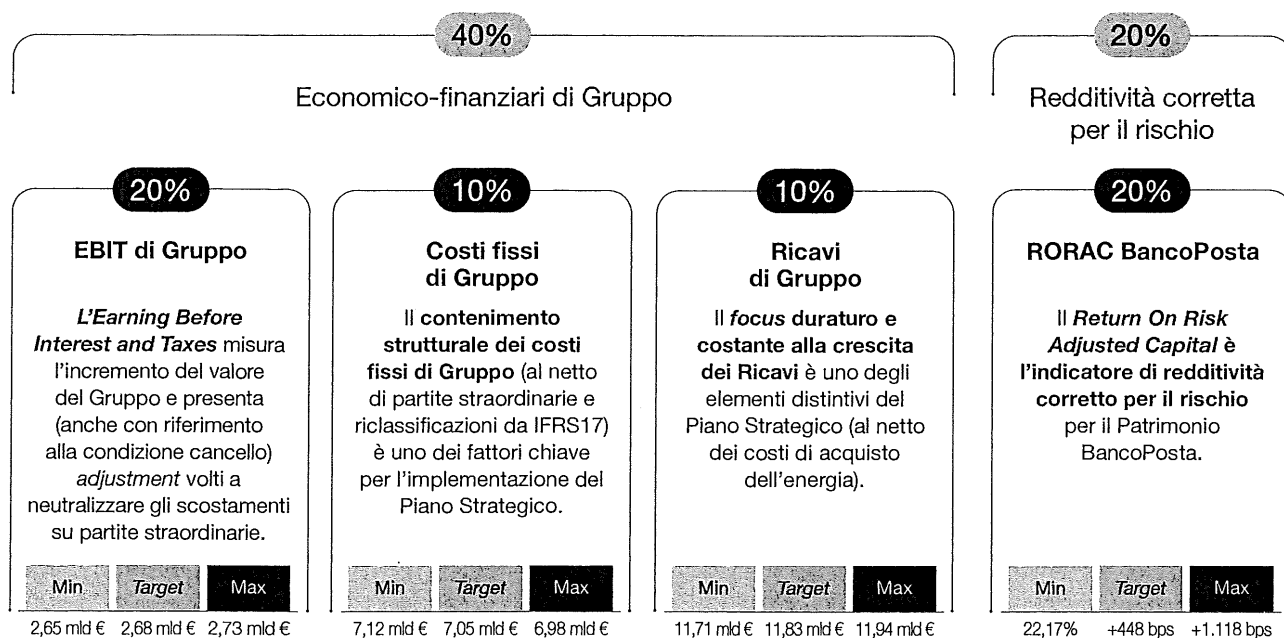 40%
Economico-finanziari di Gruppo
20%
Redditività corretta
per il rischio
20%
EBIT di Gruppo
L'Earning Before
Interest and Taxes misura
l'incremento del valore
del Gruppo e presenta
(anche con riferimento
alla condizione cancello)
adjustment volti a
neutralizzare gli scostamenti
su partite straordinarie.
Min Target Max
2,65 mld € 2,68 mld € 2,73 mld €
10%
Costi fissi
di Gruppo
Il contenimento
strutturale dei costi
fissi di Gruppo (al netto
di partite straordinarie e
riclassificazioni da IFRS17)
è uno dei fattori chiave
per l'implementazione del
Piano Strategico.
Min Target Max
7,12 mld € 7,05 mld € 6,98 mld €
10%
Ricavi
di Gruppo
Il focus duraturo e
costante alla crescita
dei Ricavi è uno degli
elementi distintivi del
Piano Strategico (al netto
dei costi di acquisto
dell'energia).
Min Target Max
11,71 mld € 11,83 mld € 11,94 mld €
20%
RORAC BancoPosta
Il Return On Risk
Adjusted Capital è
l'indicatore di redditività
corretto per il rischio
per il Patrimonio
BancoPosta.
Min Target Max
22,17% +448 bps +1.118 bps